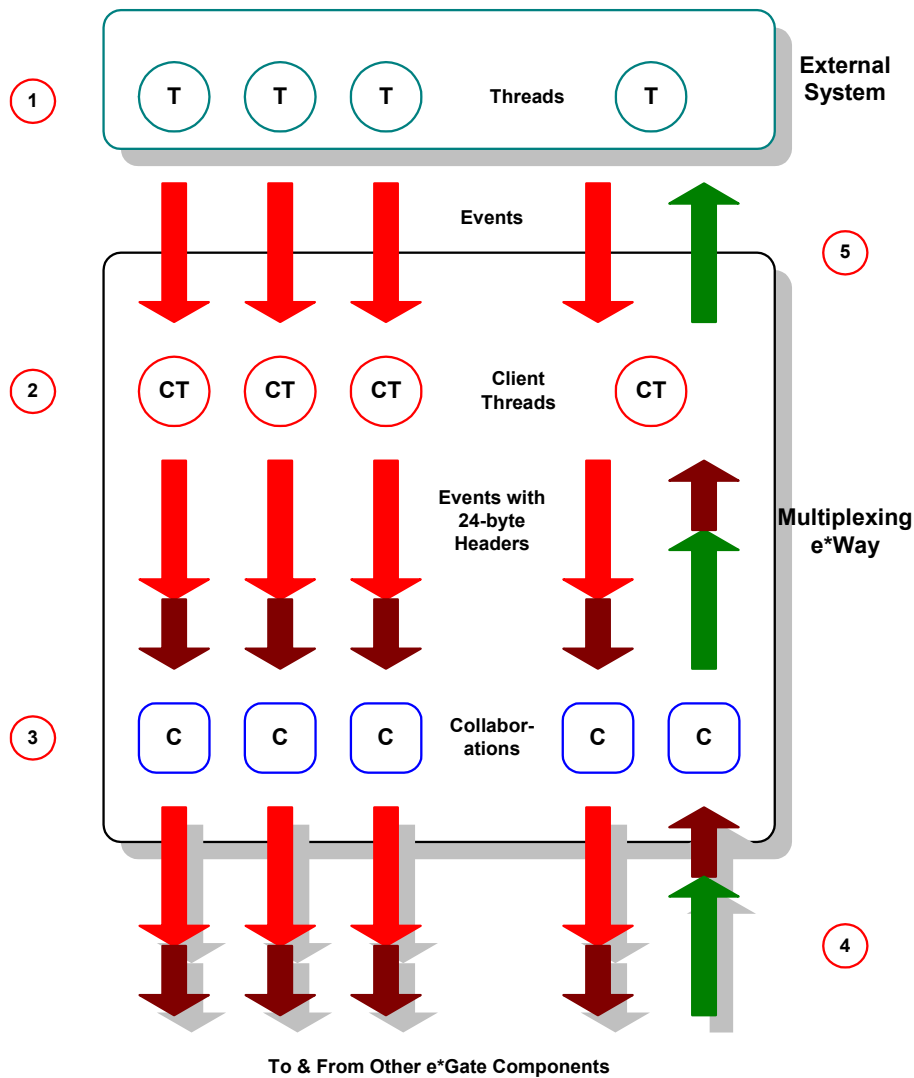 External
System
1
T
T
T
Threads
T
Events
5
2
CT
CT
CT
Client
Threads
CT
Events with
24-byte
Headers
Multiplexing
e*Way
3
C
C
C
Collabor-
ations
C
C
4
To & From Other e*Gate Components